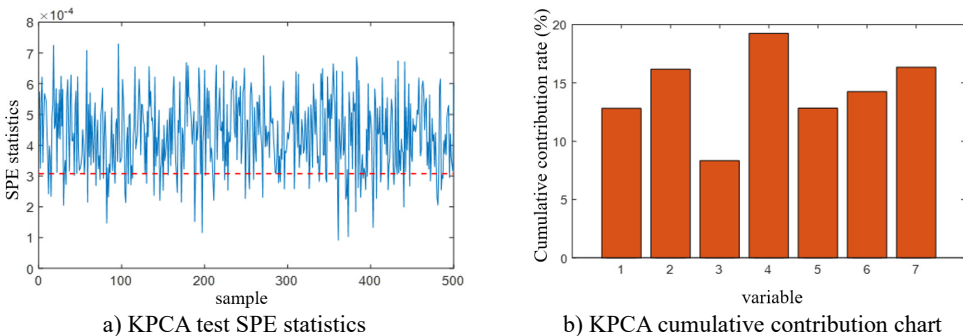 ×10⁻⁴
8
7
6
5
4
3
2
1
0
SPE statistics
0 100 200 300 400 500
sample
a) KPCA test SPE statistics
20
15
10
5
0
Cumulative contribution rate (%)
1 2 3 4 5 6 7
variable
b) KPCA cumulative contribution chart